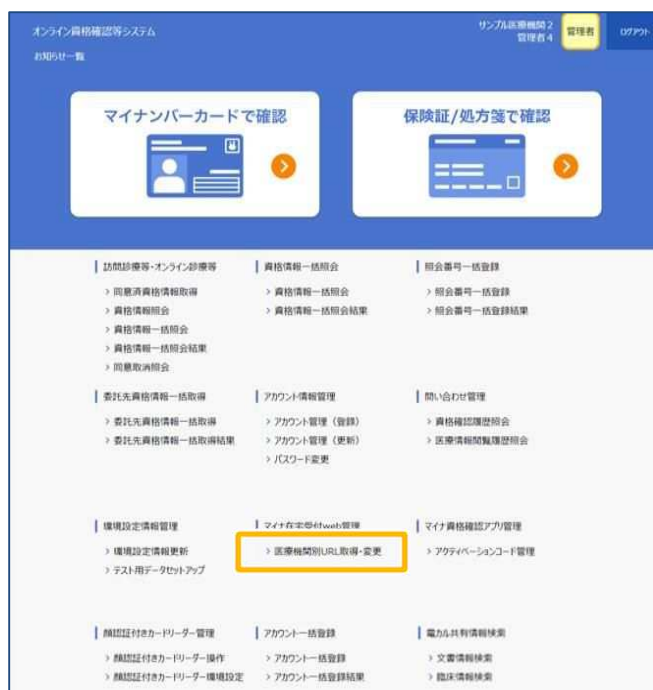 オンライン資格確認等システム
サンプル医療機関2
管理者4
管理者
ログアウト
お知らせ一覧
マイナンバーカードで確認
保険証/処方箋で確認
訪問診療等・オンライン診療等
> 同意済資格情報取得
> 資格情報照会
> 資格情報一括照会
> 資格情報一括照会結果
> 同意取消照会
資格情報一括照会
> 資格情報一括照会
> 資格情報一括照会結果
照会番号一括登録
> 照会番号一括登録
> 照会番号一括登録結果
委託先資格情報一括取得
> 委託先資格情報一括取得
> 委託先資格情報一括取得結果
アカウント情報管理
> アカウント管理（登録）
> アカウント管理（更新）
> パスワード変更
問い合わせ管理
> 資格確認履歴照会
> 医療情報閲覧履歴照会
環境設定情報管理
> 環境設定情報更新
> テスト用データセットアップ
マイナ在宅受付web管理
> 医療機関別URL取得・変更
マイナ資格確認アプリ管理
> アクティベーションコード管理
顔認証付きカードリーダー管理
> 顔認証付きカードリーダー操作
> 顔認証付きカードリーダー環境設定
アカウント一括登録
> アカウント一括登録
> アカウント一括登録結果
電カル共有情報検索
> 文書情報検索
> 臨床情報検索